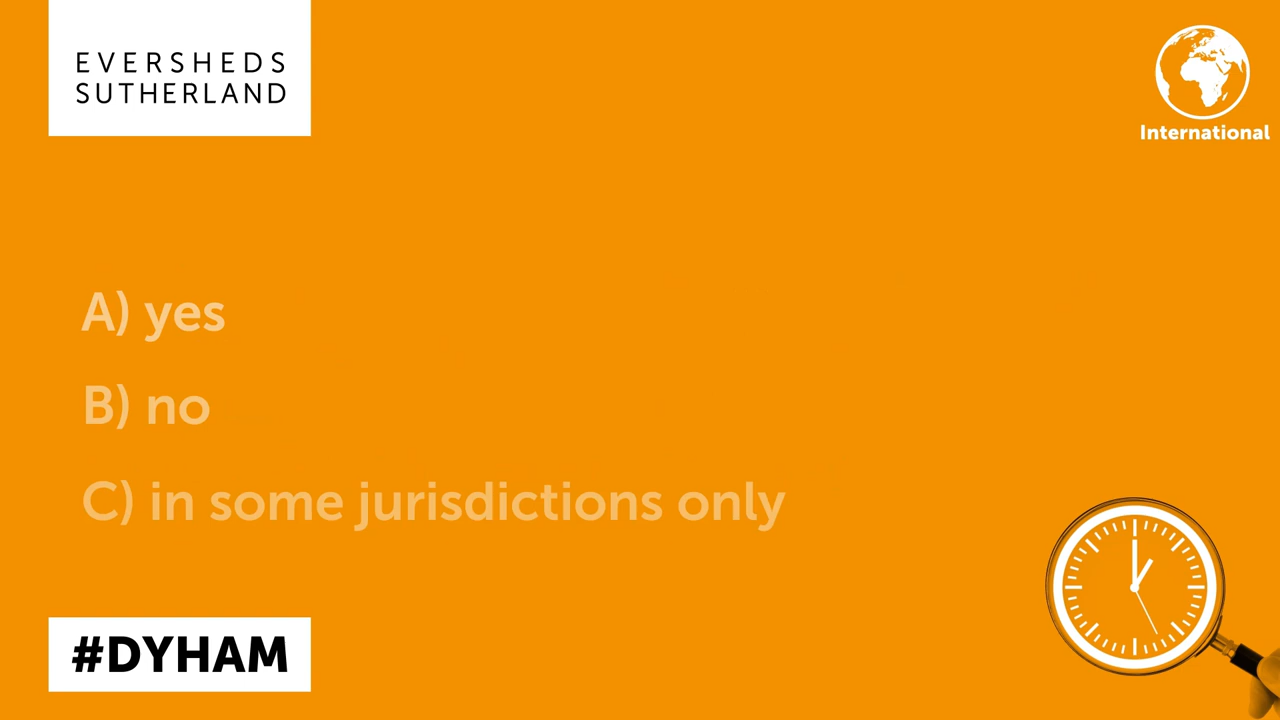 EVERSHEDS
SUTHERLAND
International
A) yes
B) no
C) in some jurisdictions only
#DYHAM